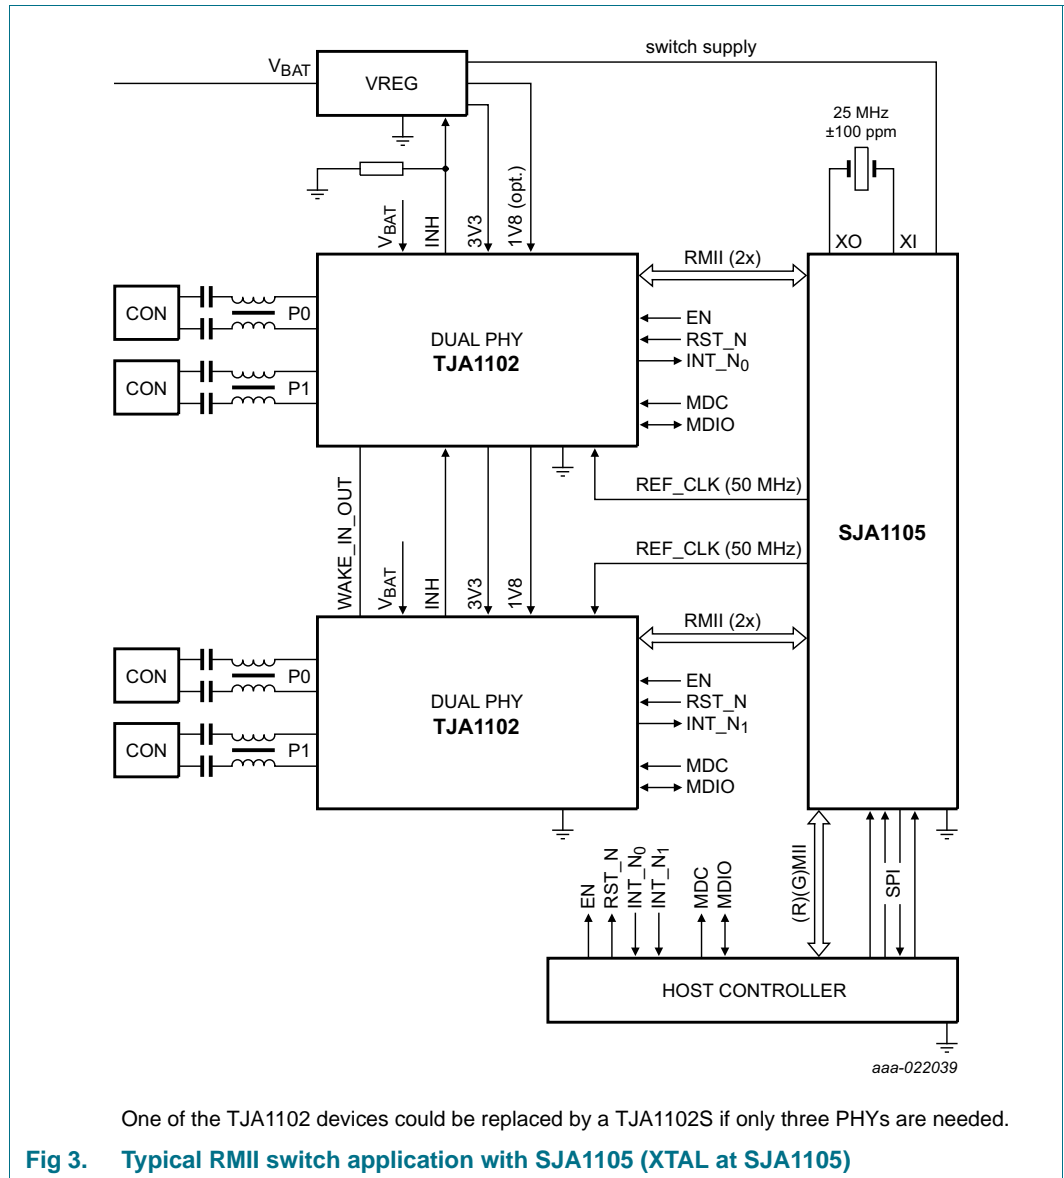 switch supply
VBAT
VREG
25 MHz
±100 ppm
VBAT
INH
3V3
1V8 (opt.)
XO
XI
RMII (2x)
CON
P0
EN
DUAL PHY
TJA1102
RST_N
INT_N0
CON
P1
MDC
MDIO
REF_CLK (50 MHz)
SJA1105
WAKE_IN_OUT
VBAT
INH
3V3
1V8
REF_CLK (50 MHz)
RMII (2x)
CON
P0
EN
DUAL PHY
TJA1102
RST_N
INT_N1
CON
P1
MDC
MDIO
EN
RST_N
INT_N0
INT_N1
MDC
MDIO
(R)(G)MII
SPI
HOST CONTROLLER
aaa-022039
One of the TJA1102 devices could be replaced by a TJA1102S if only three PHYs are needed.
Fig 3. Typical RMII switch application with SJA1105 (XTAL at SJA1105)